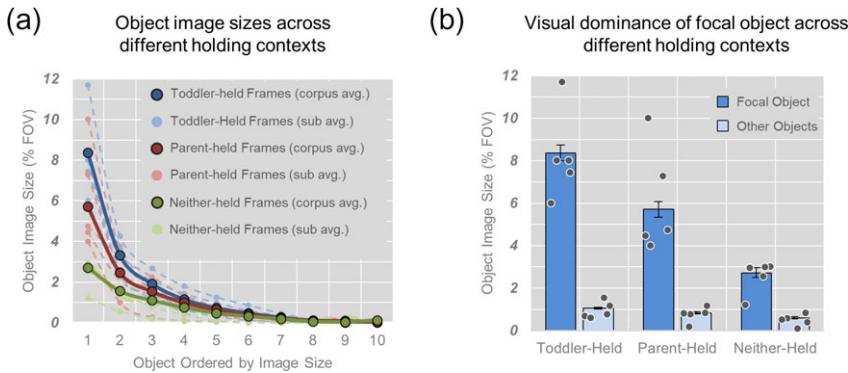 (a)
Object image sizes across
different holding contexts
Object Image Size (% FOV)
12
10
8
6
4
2
0
Toddler-held Frames (corpus avg.)
Toddler-Held Frames (sub avg.)
Parent-held Frames (corpus avg.)
Parent-held Frames (sub avg.)
Neither-held Frames (corpus avg.)
Neither-held Frames (sub avg.)
1 2 3 4 5 6 7 8 9 10
Object Ordered by Image Size
(b)
Visual dominance of focal object across
different holding contexts
Object Image Size (% FOV)
12
10
8
6
4
2
0
Focal Object
Other Objects
Toddler-Held Parent-Held Neither-Held